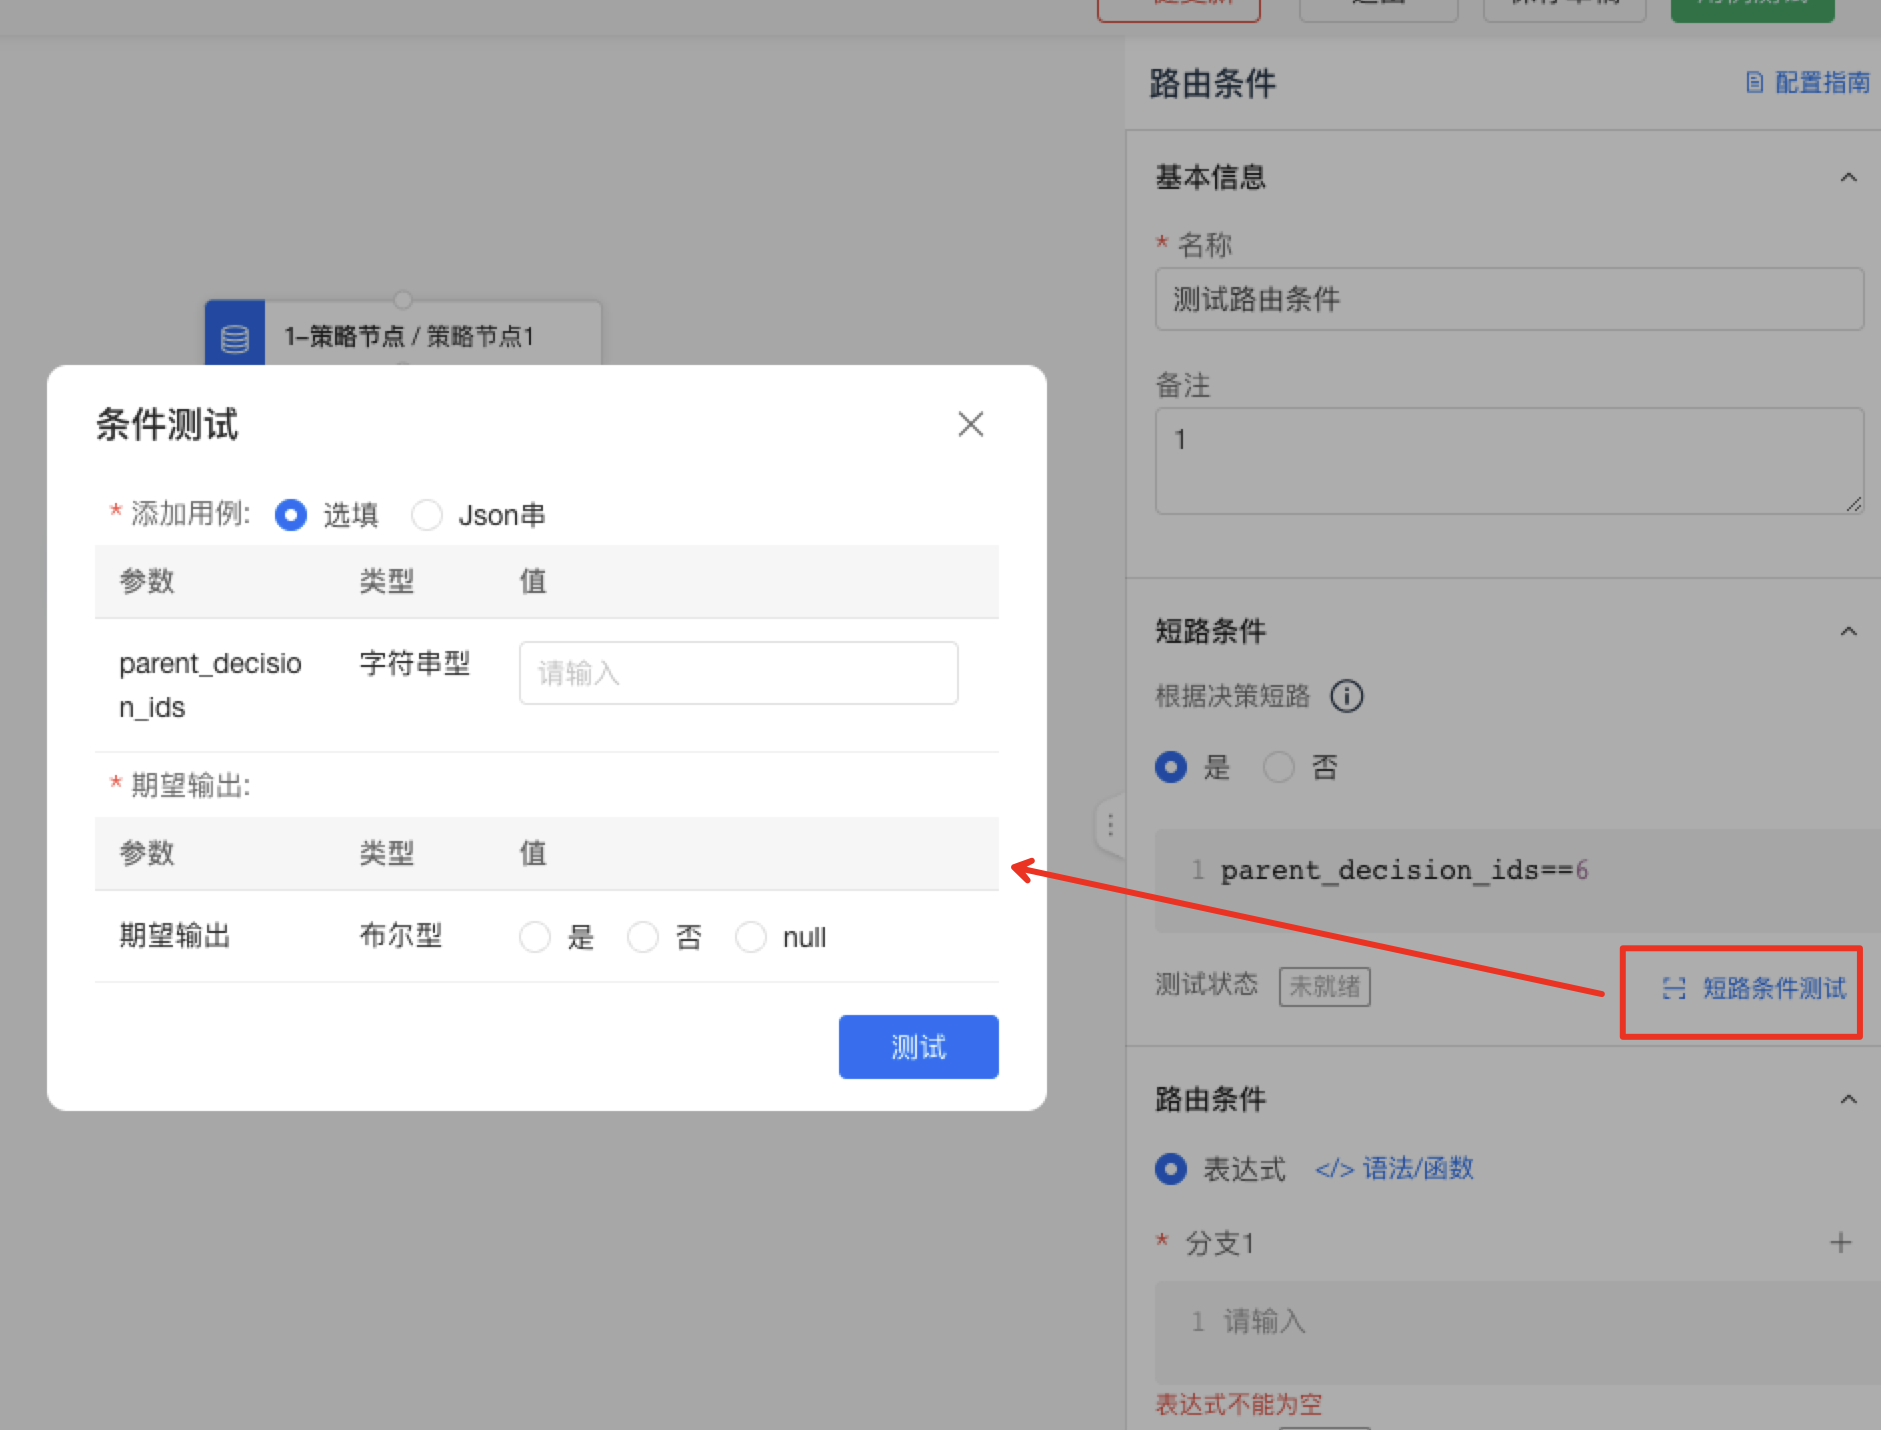 路由条件
配置指南
基本信息
* 名称
测试路由条件
备注
1
1-策略节点 / 策略节点1
条件测试
* 添加用例: 选填 Json串
参数 类型 值
parent_decisio
n_ids
字符串型
请输入
* 期望输出:
参数 类型 值
期望输出 布尔型 是 否 null
测试
短路条件
根据决策短路
是 否
1 parent_decision_ids==6
测试状态 未就绪 短路条件测试
路由条件
表达式 </> 语法/函数
* 分支1
1 请输入
表达式不能为空